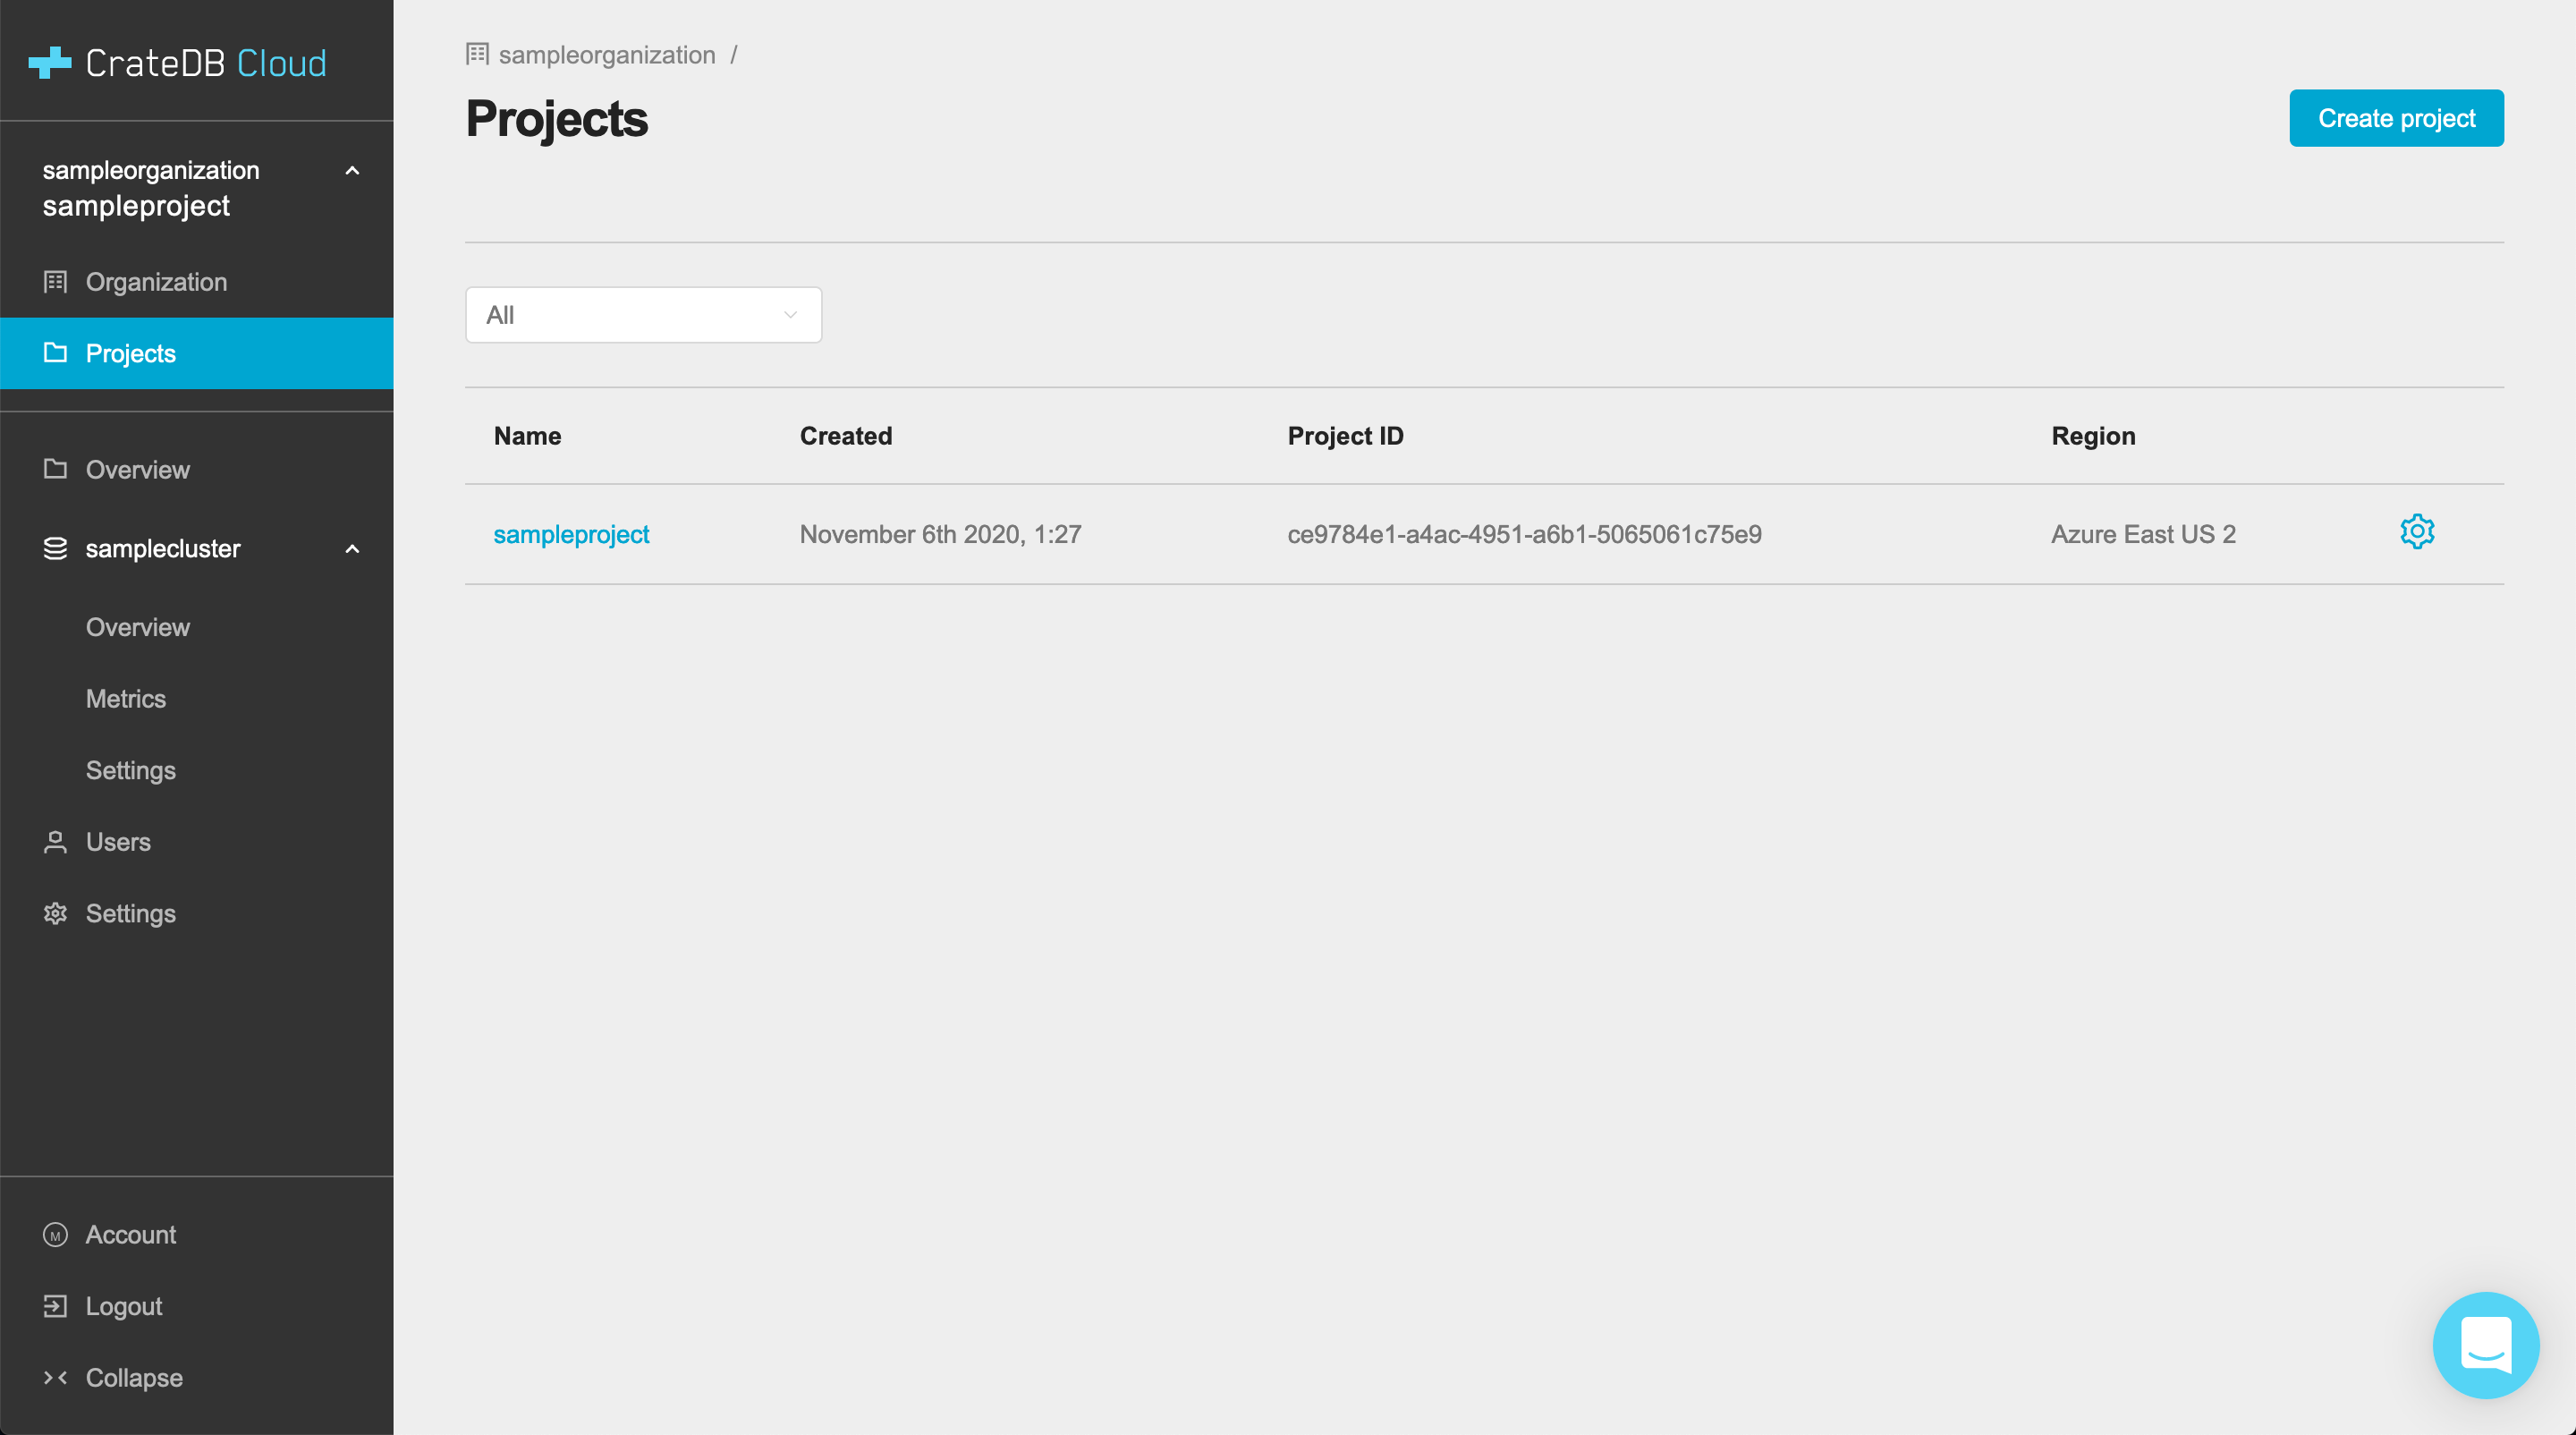 CrateDB Cloud
sampleorganization
sampleproject
Organization
Projects
Overview
samplecluster
Overview
Metrics
Settings
Users
Settings
M Account
Logout
Collapse
sampleorganization /
Projects
Create project
All
Name Created Project ID Region
sampleproject November 6th 2020, 1:27 ce9784e1-a4ac-4951-a6b1-5065061c75e9 Azure East US 2